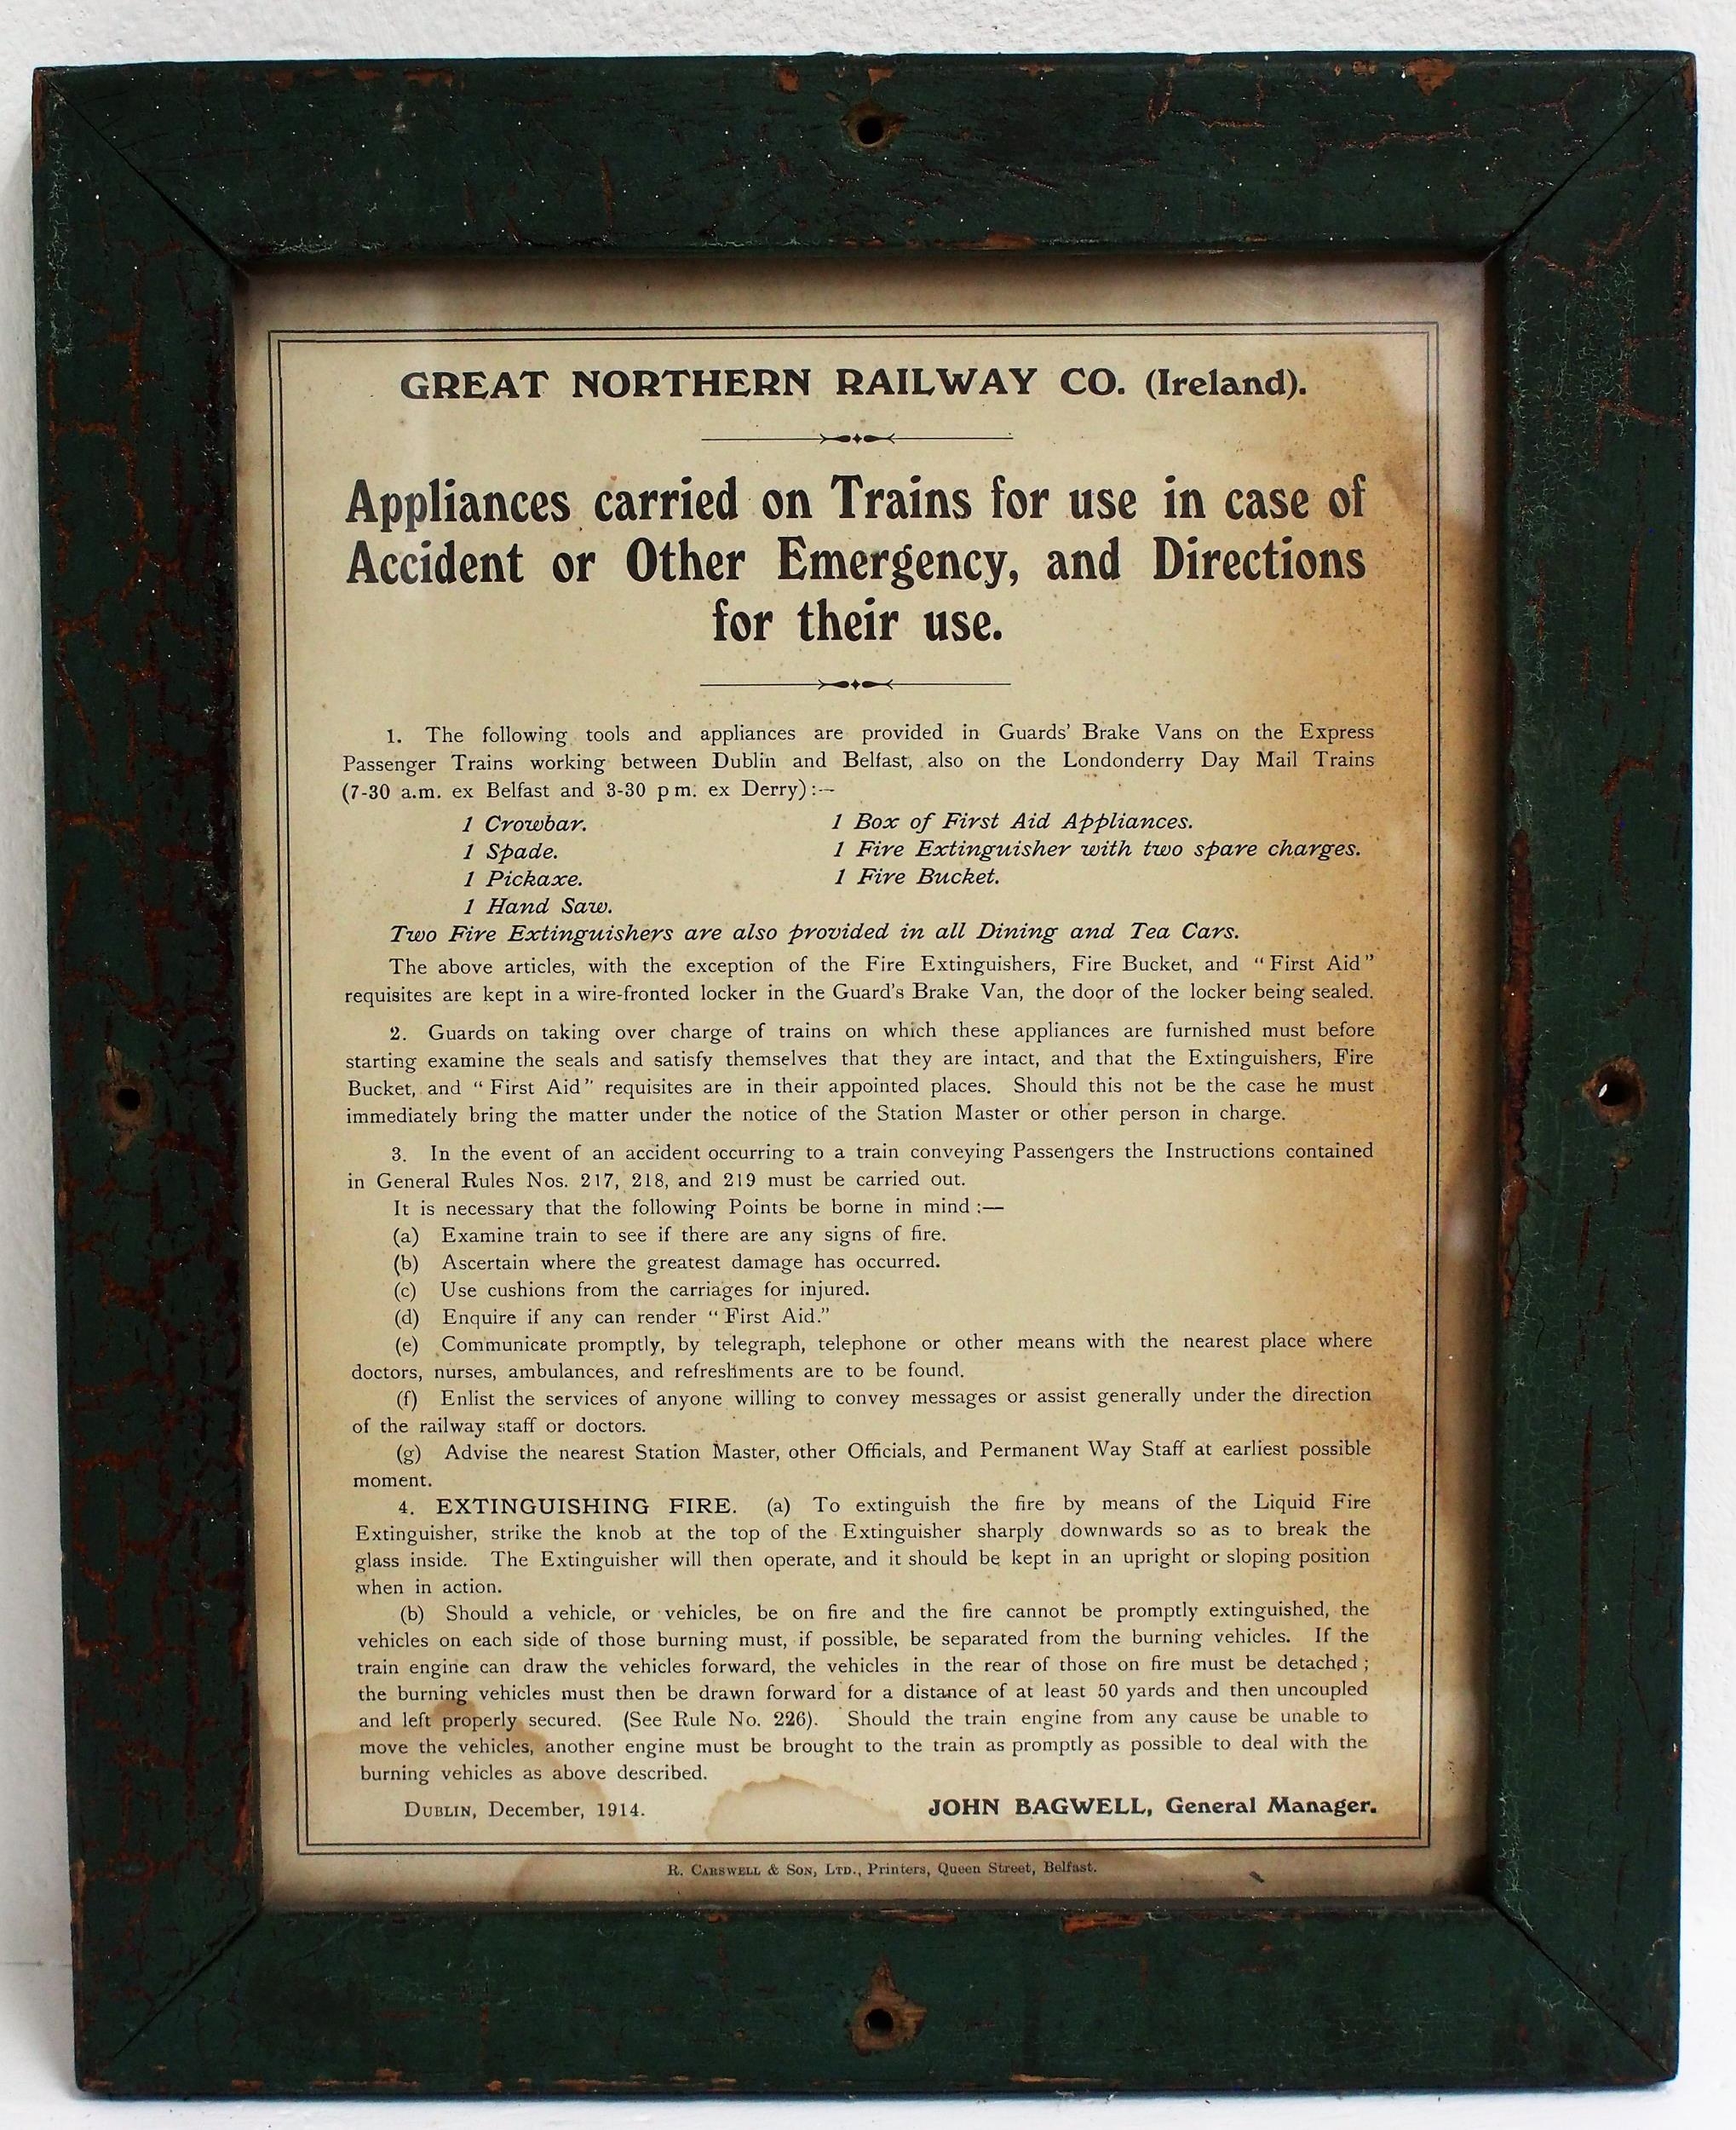 GREAT NORTHERN RAILWAY CO. (Ireland).
Appliances carried on Trains for use in case of
Accident or Other Emergency, and Directions
for their use.
1. The following tools and appliances are provided in Guards' Brake Vans on the Express
Passenger Trains working between Dublin and Belfast, also on the Londonderry Day Mail Trains
(7-30 a.m. ex Belfast and 3-30 p m. ex Derry) :—
1 Crowbar. 1 Box of First Aid Appliances.
1 Spade. 1 Fire Extinguisher with two spare charges.
1 Pickaxe. 1 Fire Bucket.
1 Hand Saw.
Two Fire Extinguishers are also provided in all Dining and Tea Cars.
The above articles, with the exception of the Fire Extinguishers, Fire Bucket, and “First Aid”
requisites are kept in a wire-fronted locker in the Guard's Brake Van, the door of the locker being sealed.
2. Guards on taking over charge of trains on which these appliances are furnished must before
starting examine the seals and satisfy themselves that they are intact, and that the Extinguishers, Fire
Bucket, and “First Aid” requisites are in their appointed places. Should this not be the case he must
immediately bring the matter under the notice of the Station Master or other person in charge.
3. In the event of an accident occurring to a train conveying Passengers the Instructions contained
in General Rules Nos. 217, 218, and 219 must be carried out.
It is necessary that the following Points be borne in mind :—
(a) Examine train to see if there are any signs of fire.
(b) Ascertain where the greatest damage has occurred.
(c) Use cushions from the carriages for injured.
(d) Enquire if any can render “First Aid.”
(e) Communicate promptly, by telegraph, telephone or other means with the nearest place where
doctors, nurses, ambulances, and refreshments are to be found.
(f) Enlist the services of anyone willing to convey messages or assist generally under the direction
of the railway staff or doctors.
(g) Advise the nearest Station Master, other Officials, and Permanent Way Staff at earliest possible
moment.
4. EXTINGUISHING FIRE. (a) To extinguish the fire by means of the Liquid Fire
Extinguisher, strike the knob at the top of the Extinguisher sharply downwards so as to break the
glass inside. The Extinguisher will then operate, and it should be kept in an upright or sloping position
when in action.
(b) Should a vehicle, or vehicles, be on fire and the fire cannot be promptly extinguished, the
vehicles on each side of those burning must, if possible, be separated from the burning vehicles. If the
train engine can draw the vehicles forward, the vehicles in the rear of those on fire must be detached ;
the burning vehicles must then be drawn forward for a distance of at least 50 yards and then uncoupled
and left properly secured. (See Rule No. 226). Should the train engine from any cause be unable to
move the vehicles, another engine must be brought to the train as promptly as possible to deal with the
burning vehicles as above described.
DUBLIN, December, 1914. JOHN BAGWELL, General Manager.
R. CARSWELL & SON, LTD., Printers, Queen Street, Belfast.